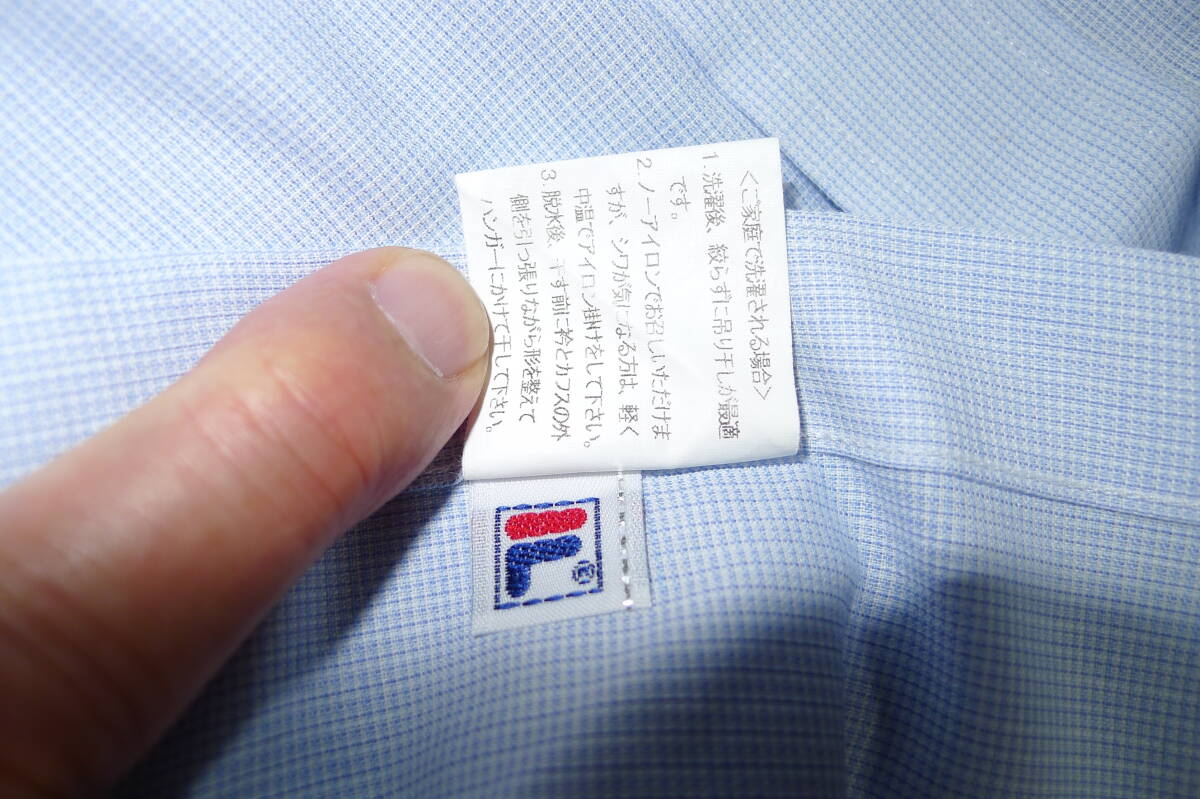 ＜ご家庭で洗濯される場合＞
1. 洗濯後、絞らずに吊り干しが最適
です。
2. ノーアイロンでお召しいただけま
すが、シワが気になる方は、軽く
中温でアイロン掛けをして下さい。
3. 脱水後、干す前に衿とカフスの外
側を引っ張りながら形を整えて
ハンガーにかけて干して下さい。
®